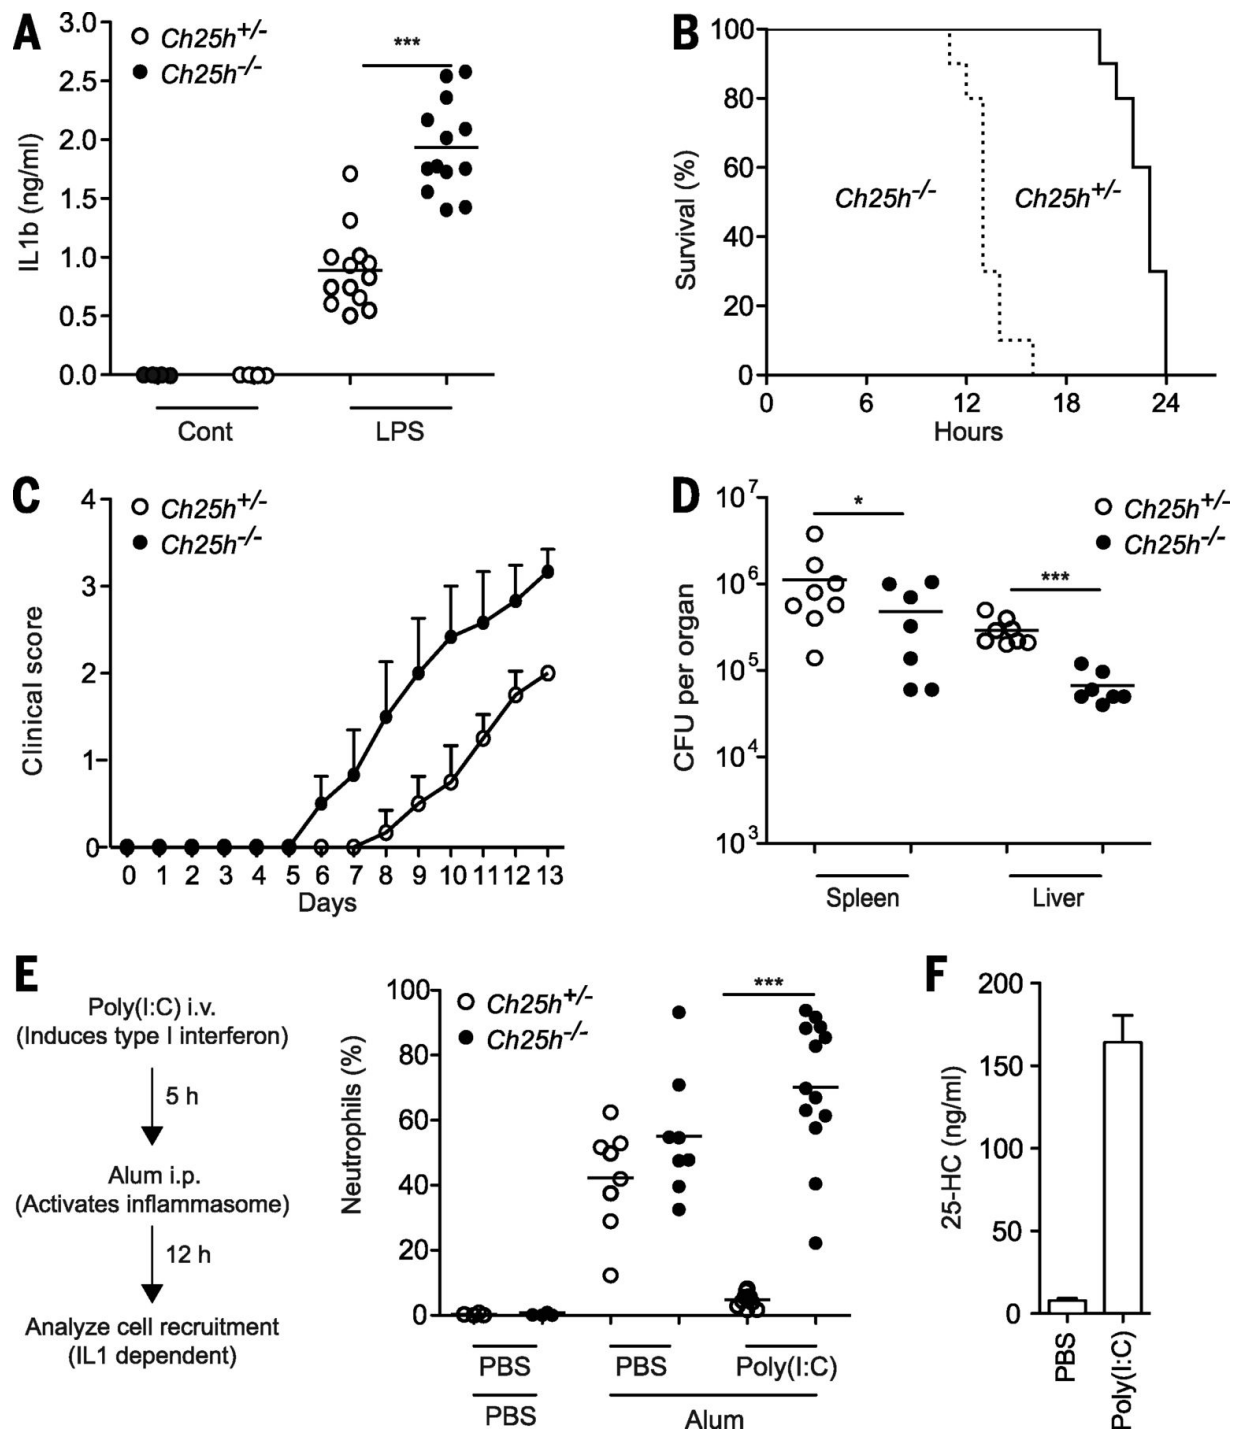 A
Ch25h+/-
Ch25h-/-
***
IL1b (ng/ml)
3.0
2.5
2.0
1.5
1.0
0.5
0.0
Cont
LPS
B
Survival (%)
100
80
60
40
20
0
Ch25h-/-
Ch25h+/-
0 6 12 18 24
Hours
C
Ch25h+/-
Ch25h-/-
Clinical score
4
3
2
1
0
0 1 2 3 4 5 6 7 8 9 10 11 12 13
Days
D
Ch25h+/-
Ch25h-/-
*
***
CFU per organ
10^7
10^6
10^5
10^4
10^3
Spleen
Liver
E
Poly(I:C) i.v.
(Induces type I interferon)
5 h
Alum i.p.
(Activates inflammasome)
12 h
Analyze cell recruitment
(IL1 dependent)
Neutrophils (%)
100
80
60
40
20
0
Ch25h+/-
Ch25h-/-
***
PBS PBS Poly(I:C)
PBS Alum
F
25-HC (ng/ml)
200
150
100
50
0
PBS
Poly(I:C)